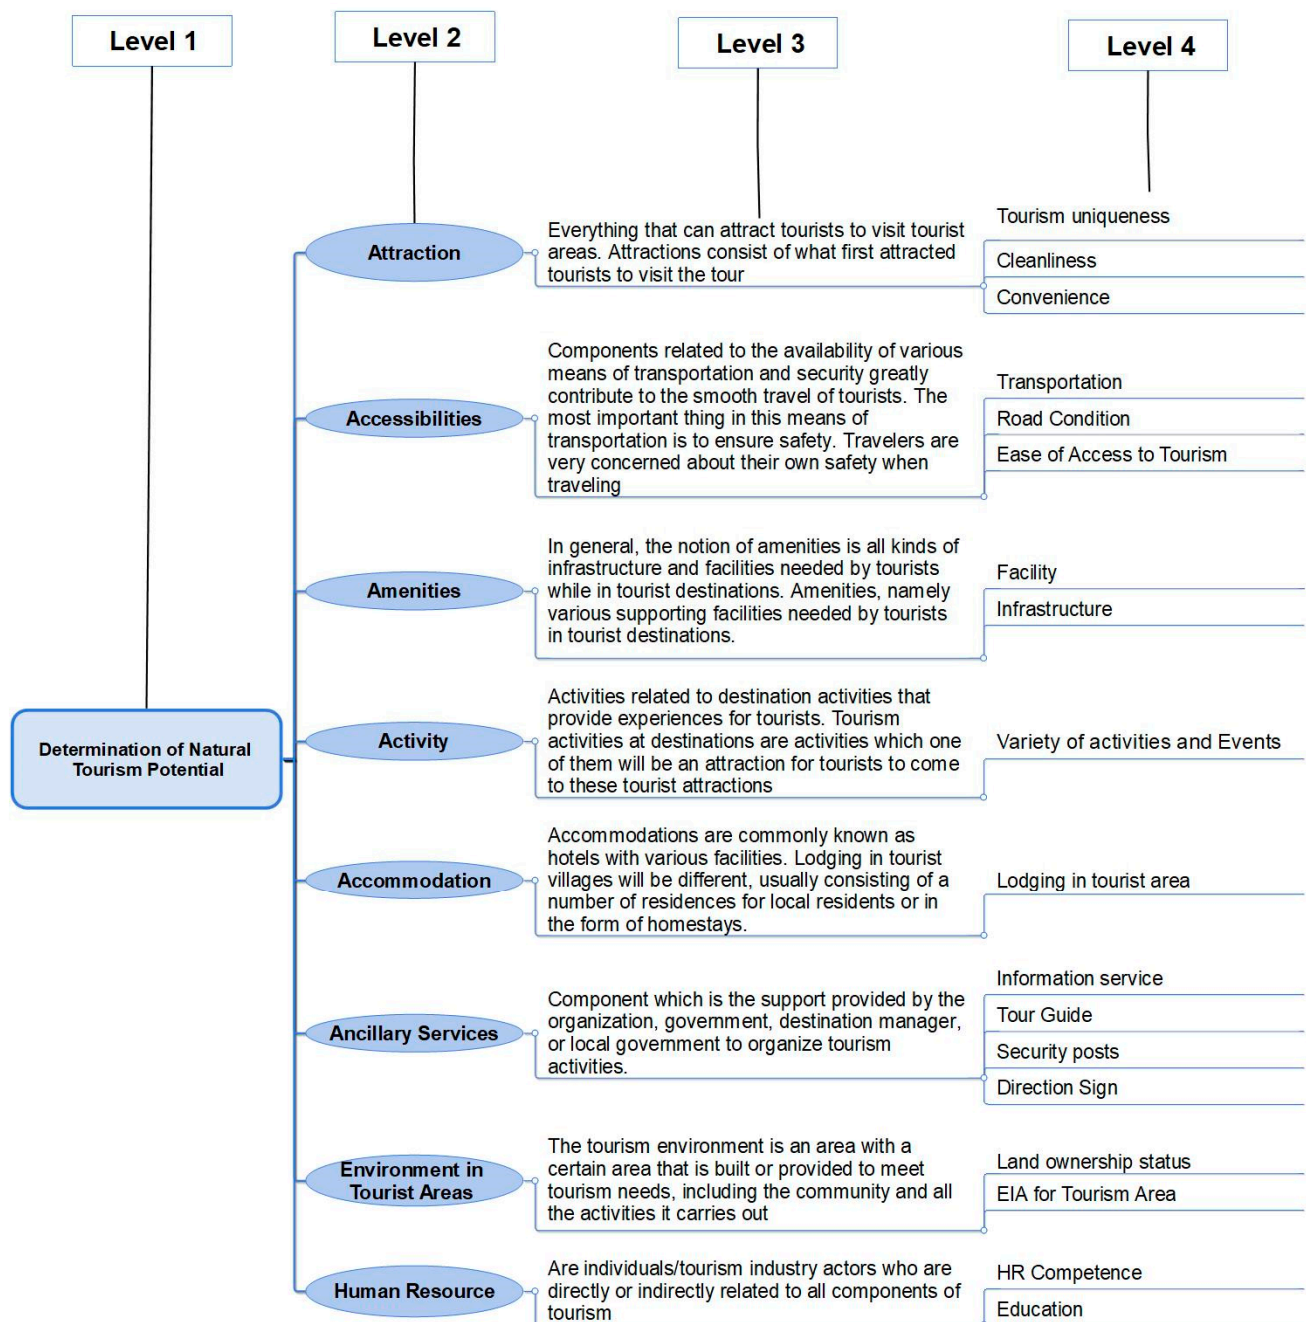 Level 1
Level 2
Level 3
Level 4
Determination of Natural
Tourism Potential
Attraction
Everything that can attract tourists to visit tourist
areas. Attractions consist of what first attracted
tourists to visit the tour
Tourism uniqueness
Cleanliness
Convenience
Accessibilities
Components related to the availability of various
means of transportation and security greatly
contribute to the smooth travel of tourists. The
most important thing in this means of
transportation is to ensure safety. Travelers are
very concerned about their own safety when
traveling
Transportation
Road Condition
Ease of Access to Tourism
Amenities
In general, the notion of amenities is all kinds of
infrastructure and facilities needed by tourists
while in tourist destinations. Amenities, namely
various supporting facilities needed by tourists
in tourist destinations.
Facility
Infrastructure
Activity
Activities related to destination activities that
provide experiences for tourists. Tourism
activities at destinations are activities which one
of them will be an attraction for tourists to come
to these tourist attractions
Variety of activities and Events
Accommodation
Accommodations are commonly known as
hotels with various facilities. Lodging in tourist
villages will be different, usually consisting of a
number of residences for local residents or in
the form of homestays.
Lodging in tourist area
Ancillary Services
Component which is the support provided by the
organization, government, destination manager,
or local government to organize tourism
activities.
Information service
Tour Guide
Security posts
Direction Sign
Environment in
Tourist Areas
The tourism environment is an area with a
certain area that is built or provided to meet
tourism needs, including the community and all
the activities it carries out
Land ownership status
EIA for Tourism Area
Human Resource
Are individuals/tourism industry actors who are
directly or indirectly related to all components of
tourism
HR Competence
Education